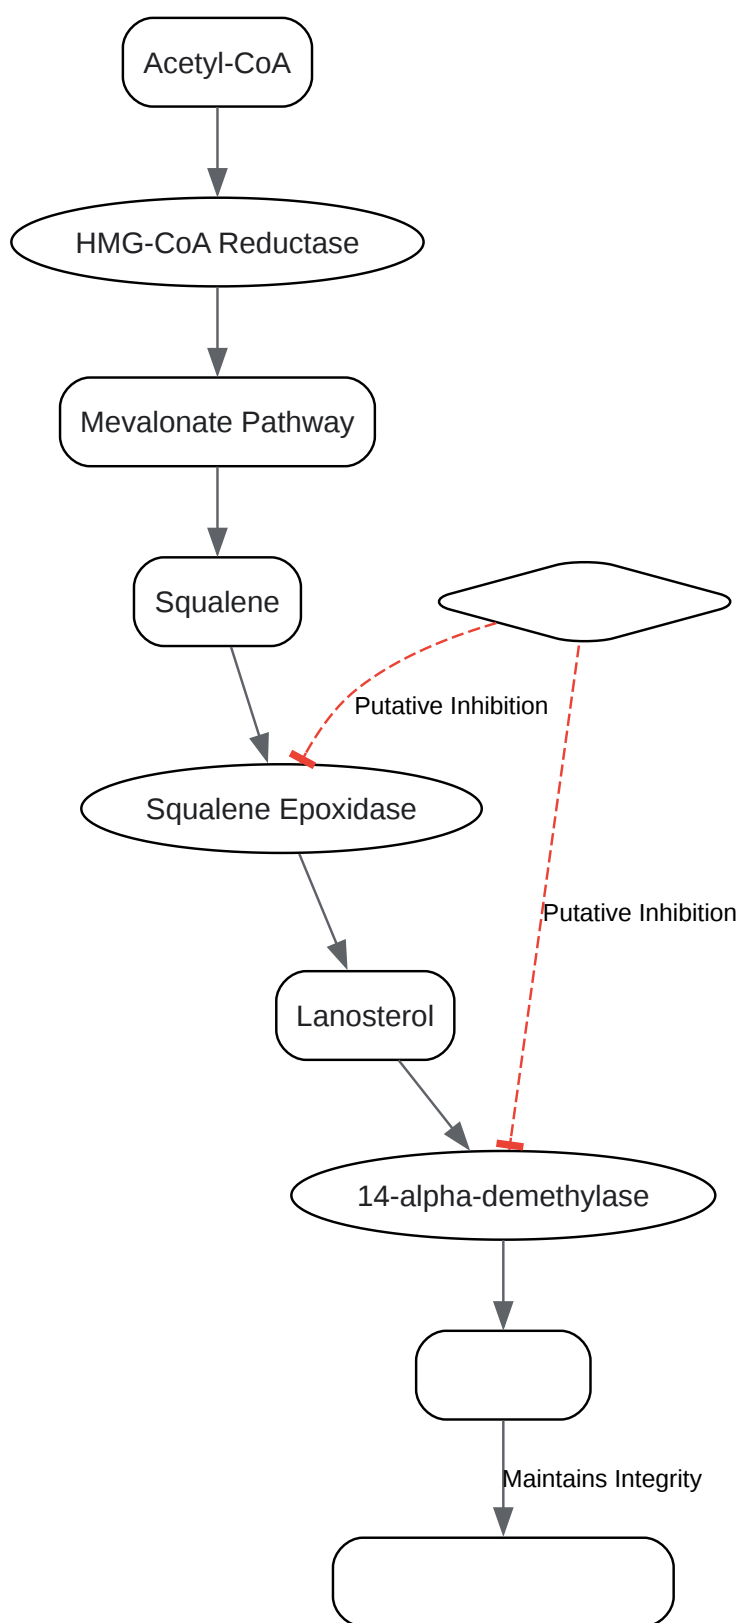 Acetyl-CoA
HMG-CoA Reductase
Mevalonate Pathway
Squalene
Putative Inhibition
Squalene Epoxidase
Putative Inhibition
Lanosterol
14-alpha-demethylase
Maintains Integrity